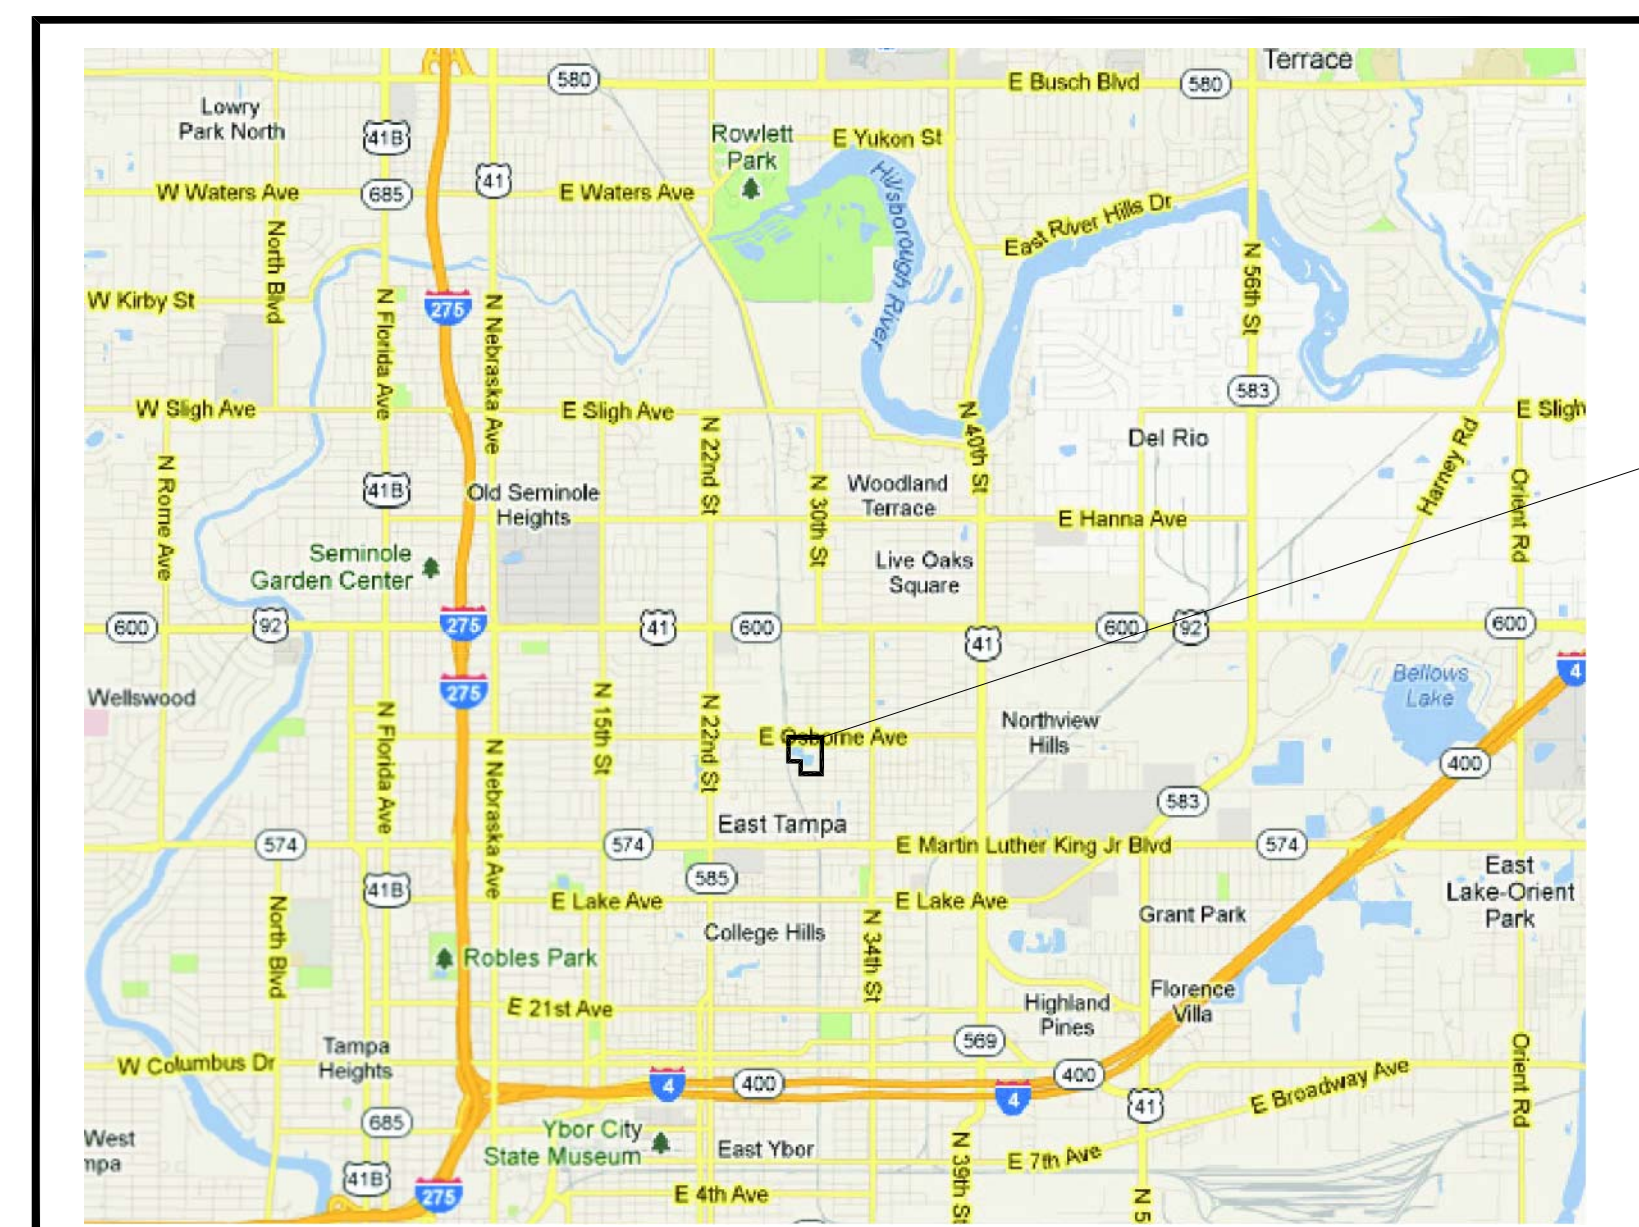 Terrace
580
E Busch Blvd
580
Lowry
Park North
41B
Rowlett
Park
E Yukon St
W Waters Ave
685
41
E Waters Ave
Hillsborough River
East River Hills Dr
North Blvd
N 56th St
W Kirby St
275
N Florida Ave
N Nebraska Ave
583
W Sligh Ave
E Sligh Ave
E Sligh
N 22nd St
N 40th St
Del Rio
Harney Rd
N Rome Ave
41B
Old Seminole
Heights
N 30th St
Woodland
Terrace
E Hanna Ave
Orient Rd
Seminole
Garden Center
Live Oaks
Square
600
92
275
41
600
41
600
92
600
Wellswood
275
Bellows
Lake
4
N Florida Ave
N Nebraska Ave
N 15th St
N 22nd St
E Osborne Ave
Northview
Hills
400
583
East Tampa
574
574
E Martin Luther King Jr Blvd
574
41B
585
East
Lake-Orient
Park
E Lake Ave
E Lake Ave
North Blvd
College Hills
N 34th St
Grant Park
Robles Park
E 21st Ave
Highland
Pines
Florence
Villa
569
W Columbus Dr
Tampa
Heights
4
400
4
400
41
E Broadway Ave
Orient Rd
685
West
mpa
Ybor City
State Museum
East Ybor
N 39th St
E 7th Ave
41B
275
E 4th Ave
N 5